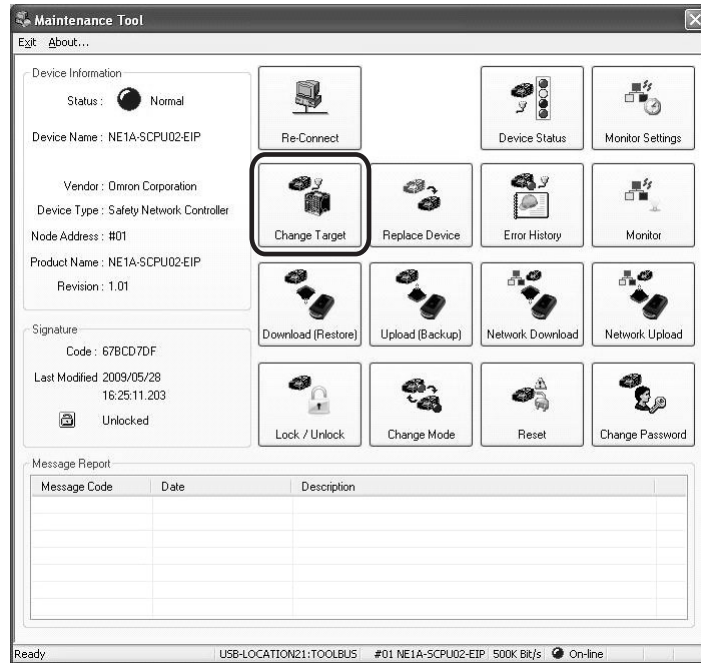 Maintenance Tool
Exit About...
Device Information
Status : Normal
Device Name : NE1A-SCPU02-EIP
Vendor : Omron Corporation
Device Type : Safety Network Controller
Node Address : #01
Product Name : NE1A-SCPU02-EIP
Revision : 1.01
Signature
Code : 67BCD7DF
Last Modified 2009/05/28
16:25:11.203
Unlocked
Re-Connect
Device Status
Monitor Settings
Change Target
Replace Device
Error History
Monitor
Download (Restore)
Upload (Backup)
Network Download
Network Upload
Lock / Unlock
Change Mode
Reset
Change Password
Message Report
Message Code Date Description
Ready USB-LOCATION21:TOOLBUS #01 NE1A-SCPU02-EIP 500K Bit/s On-line